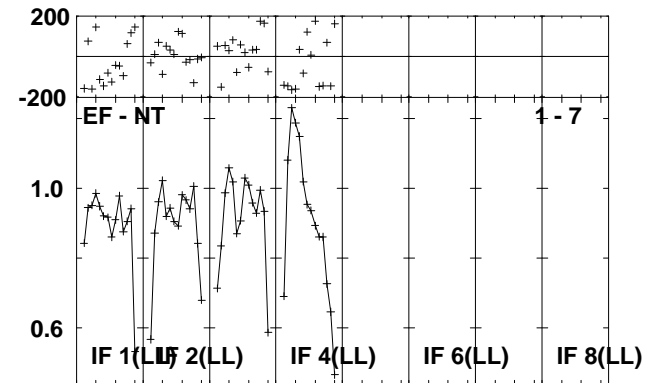 200
-200
EF - NT 1 - 7
1.0
0.6
IF 1(LL) IF 2(LL) IF 4(LL) IF 6(LL) IF 8(LL)